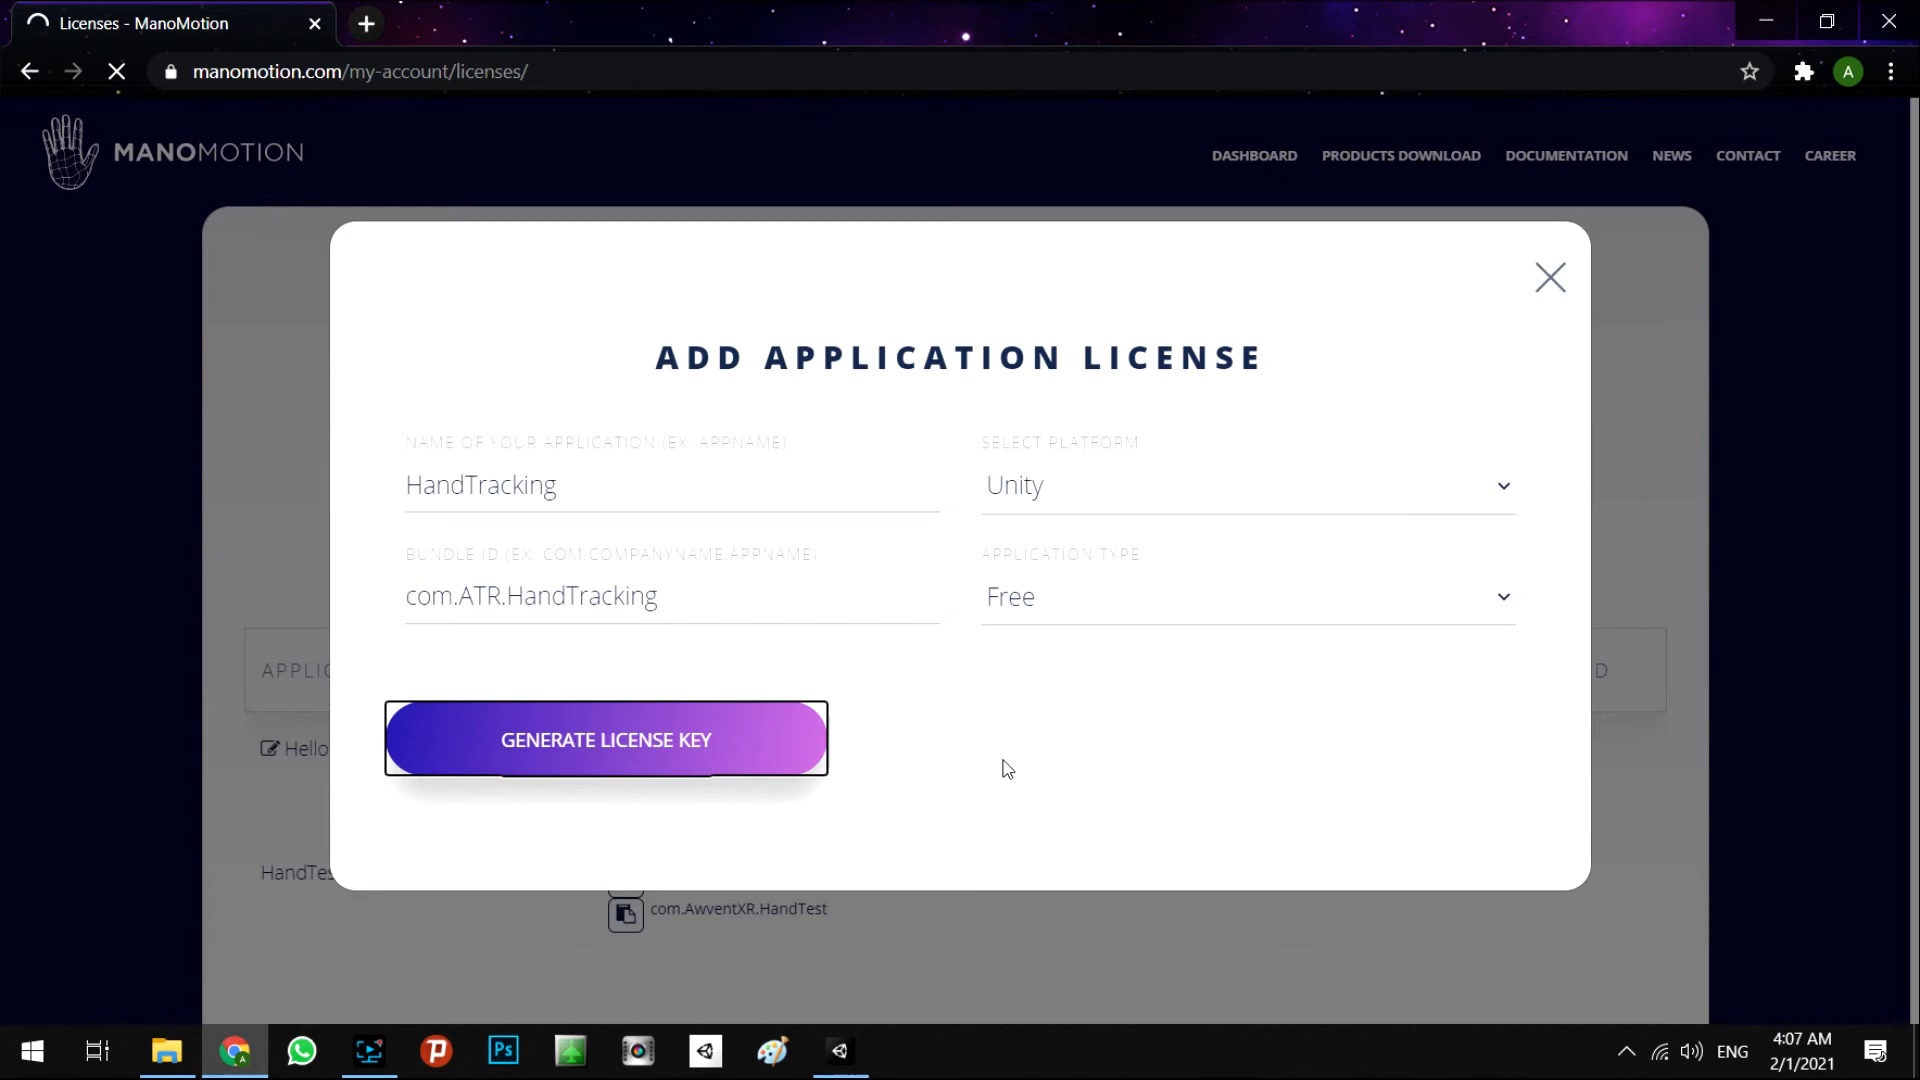 Licenses - ManoMotion
manomotion.com/my-account/licenses/
A
MANOMOTION
DASHBOARD
PRODUCTS DOWNLOAD
DOCUMENTATION
NEWS
CONTACT
CAREER
ADD APPLICATION LICENSE
NAME OF YOUR APPLICATION (EX: APPNAME)
SELECT PLATFORM
HandTracking
Unity
BUNDLE ID (EX: COM.COMPANYNAME.APPNAME)
APPLICATION TYPE
com.ATR.HandTracking
Free
APPLIC
D
GENERATE LICENSE KEY
Hello
HandTes
com.AwventXR.HandTest
Ps
ENG
4:07 AM
2/1/2021